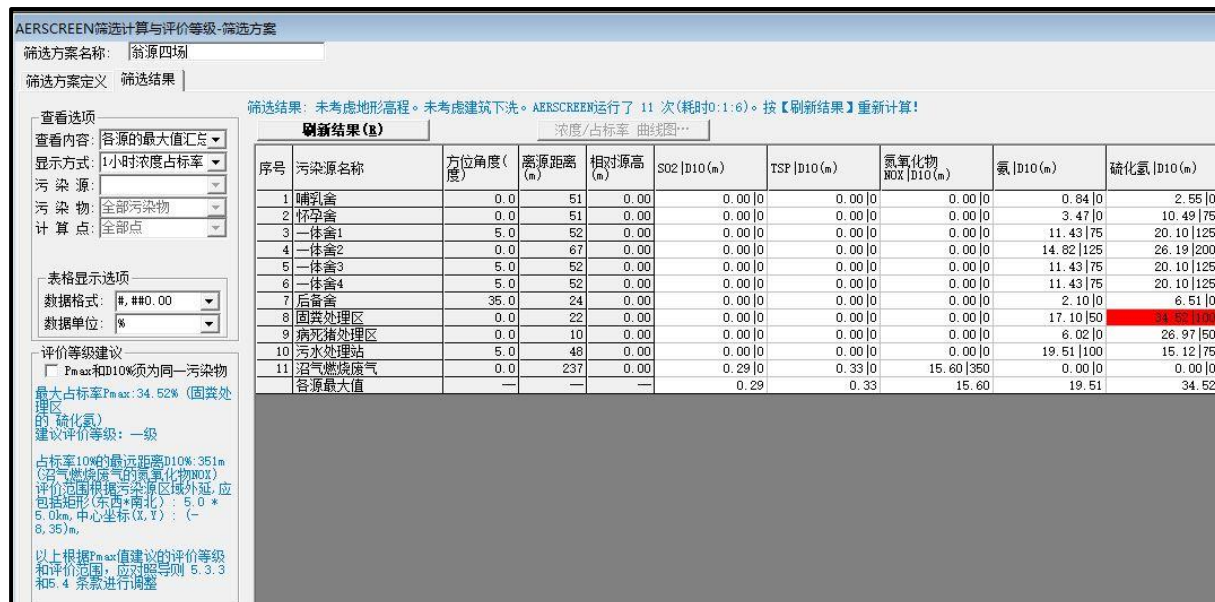 AERSCREEN筛选计算与评价等级-筛选方案
筛选方案名称: 翁源四场
筛选方案定义 筛选结果
筛选结果: 未考虑地形高程。未考虑建筑下洗。AERSCREEN运行了 11 次(耗时0:1:6)。按【刷新结果】重新计算!
刷新结果(R) 浓度/占标率 曲线图…
查看选项
查看内容: 各源的最大值汇总
显示方式: 1小时浓度占标率
污 染 源:
污 染 物: 全部污染物
计 算 点: 全部点
表格显示选项
数据格式: #,##0.00
数据单位: %
评价等级建议
Pmax和D10%须为同一污染物
最大占标率Pmax:34.52% (固粪处
理区
的 硫化氢)
建议评价等级: 一级
占标率10%的最远距离D10%:351m
(沼气燃烧废气的氮氧化物NOX)
评价范围根据污染源区域外延,应
包括矩形(东西*南北): 5.0 *
5.0km,中心坐标(X,Y): (-
8,35)m,
以上根据Pmax值建议的评价等级
和评价范围, 应对照导则 5.3.3
和5.4 条款进行调整
序号 污染源名称 方位角度(度) 离源距离(m) 相对源高(m) SO2|D10(m) TSP|D10(m) 氮氧化物NOX|D10(m) 氨|D10(m) 硫化氢|D10(m)
1 哺乳舍 0.0 51 0.00 0.00|0 0.00|0 0.00|0 0.84|0 2.55|0
2 怀孕舍 0.0 51 0.00 0.00|0 0.00|0 0.00|0 3.47|0 10.49|75
3 一体舍1 5.0 52 0.00 0.00|0 0.00|0 0.00|0 11.43|75 20.10|125
4 一体舍2 0.0 67 0.00 0.00|0 0.00|0 0.00|0 14.82|125 26.19|200
5 一体舍3 5.0 52 0.00 0.00|0 0.00|0 0.00|0 11.43|75 20.10|125
6 一体舍4 5.0 52 0.00 0.00|0 0.00|0 0.00|0 11.43|75 20.10|125
7 后备舍 35.0 24 0.00 0.00|0 0.00|0 0.00|0 2.10|0 6.51|0
8 固粪处理区 0.0 22 0.00 0.00|0 0.00|0 0.00|0 17.10|50 34.52|100
9 病死猪处理区 0.0 10 0.00 0.00|0 0.00|0 0.00|0 6.02|0 26.97|50
10 污水处理站 5.0 48 0.00 0.00|0 0.00|0 0.00|0 19.51|100 15.12|75
11 沼气燃烧废气 0.0 237 0.00 0.29|0 0.33|0 15.60|350 0.00|0 0.00|0
各源最大值 — — — 0.29 0.33 15.60 19.51 34.52